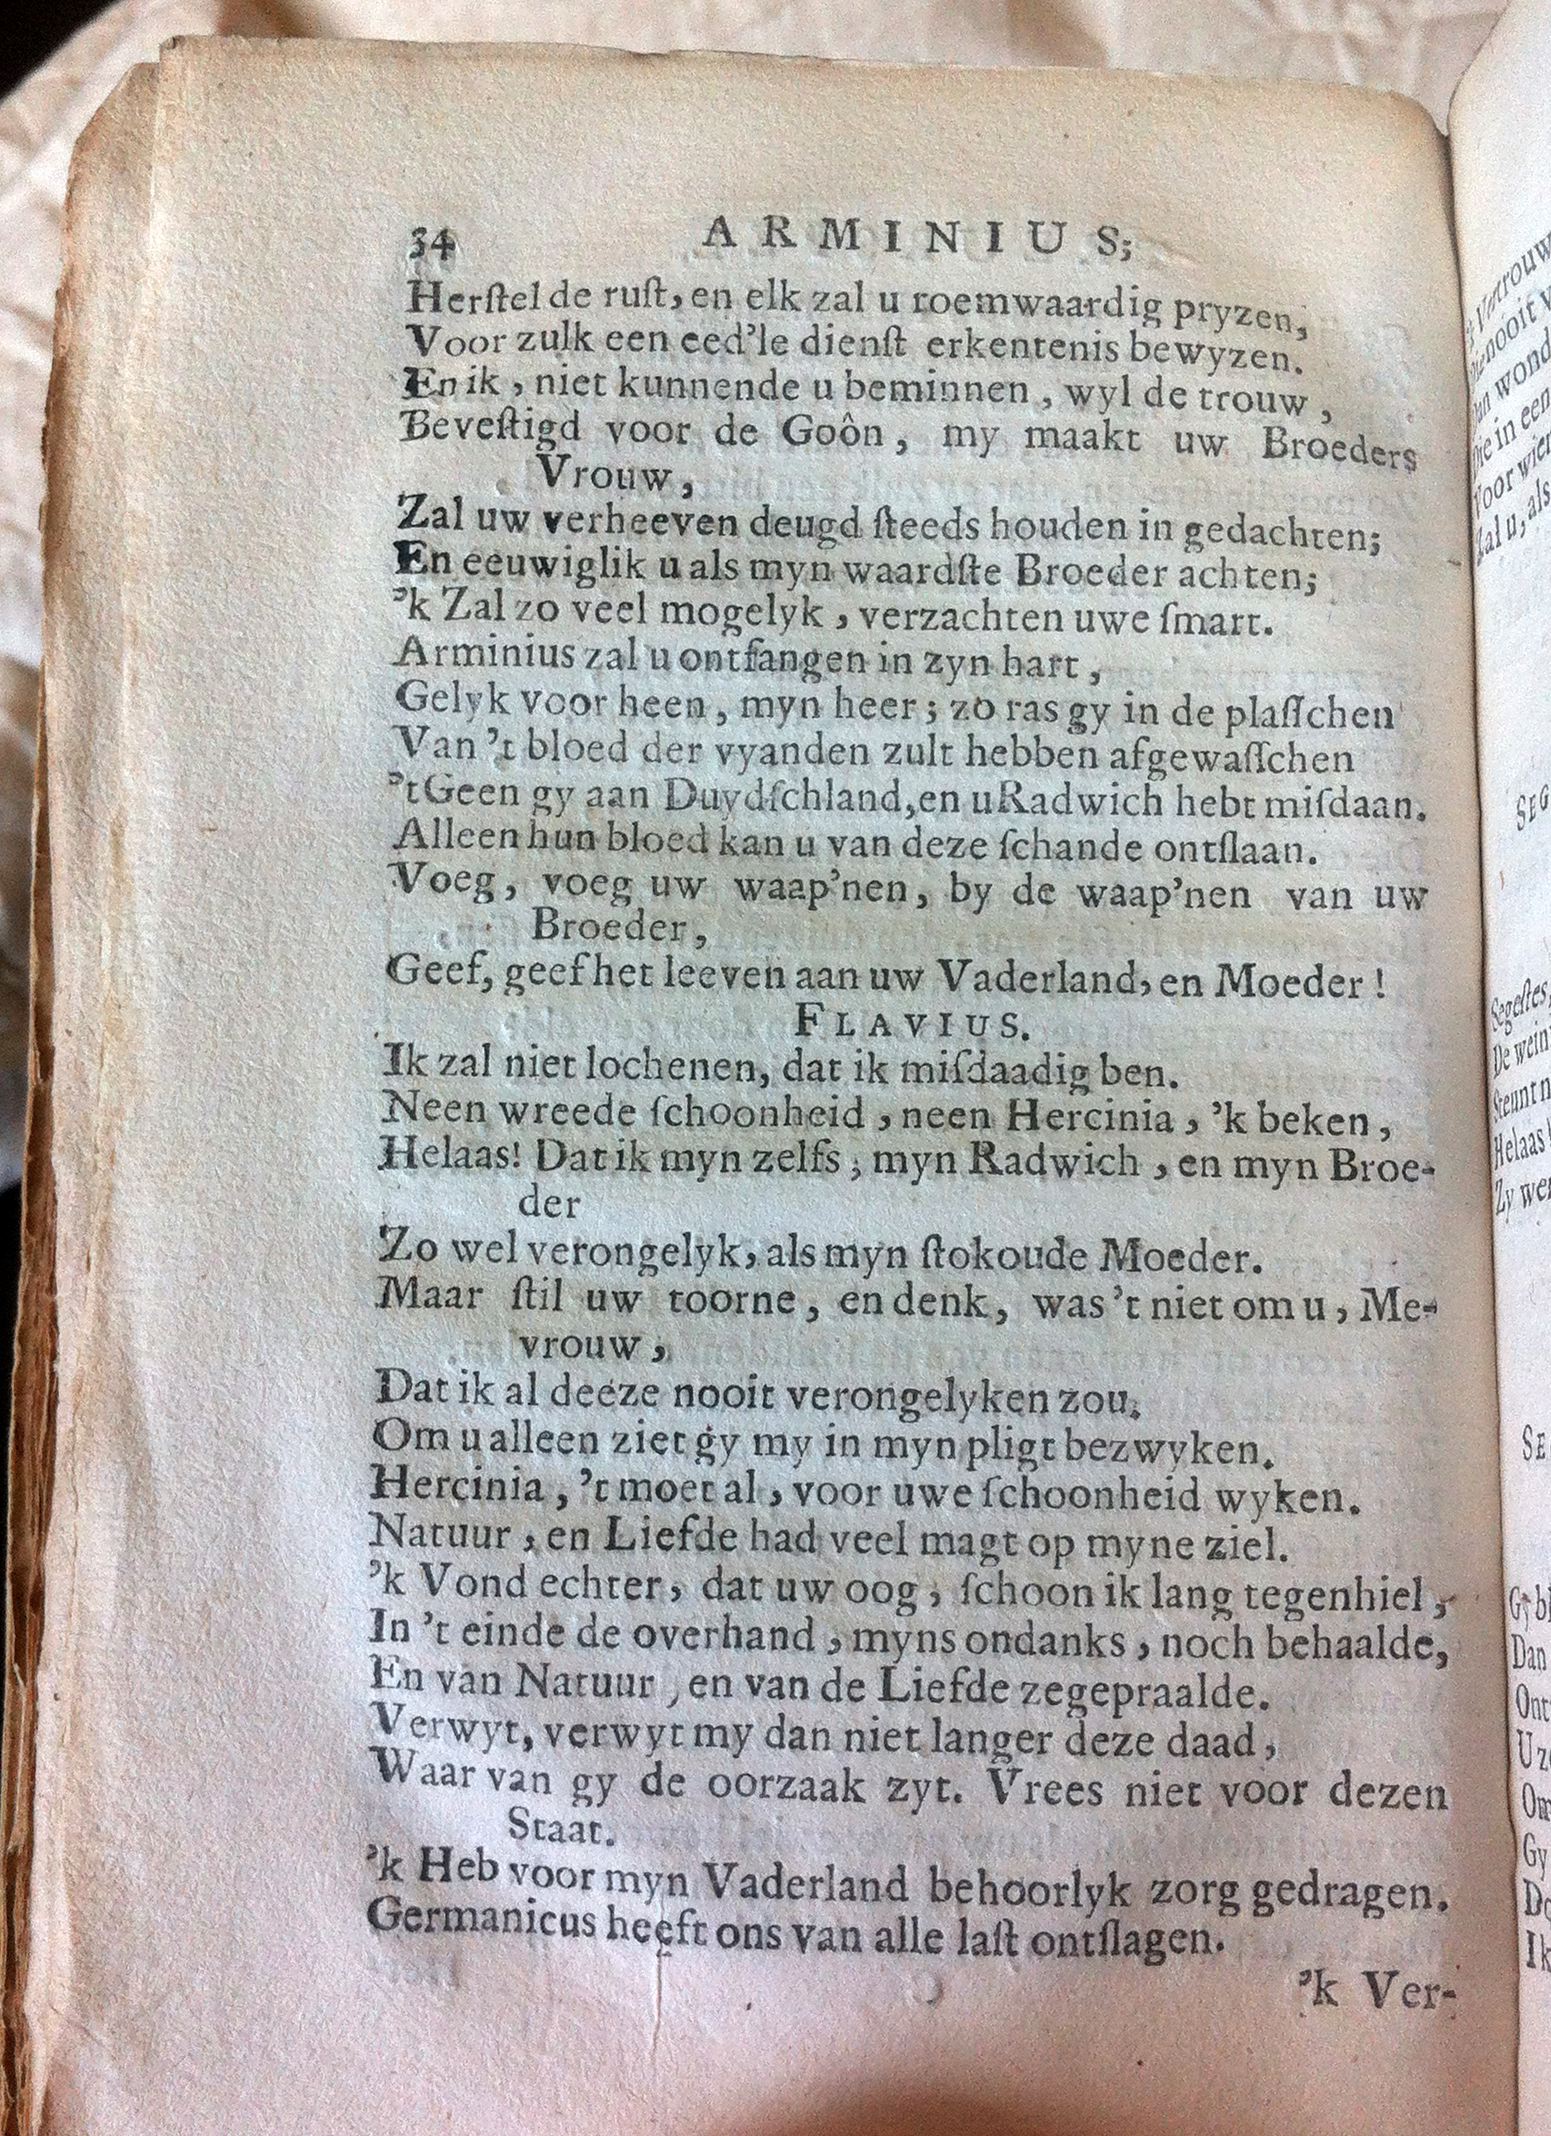 34 ARMINIUS;
Herſtel de ruſt, en elk zal u roemwaardig pryzen,
Voor zulk een eed'le dienſt erkentenis bewyzen.
En ik, niet kunnende u beminnen, wyl de trouw,
Beveſtigd voor de Goôn, my maakt uw Broeders
Vrouw,
Zal uw verheeven deugd ſteeds houden in gedachten;
En eeuwiglik u als myn waardſte Broeder achten;
'k Zal zo veel mogelyk, verzachten uwe ſmart.
Arminius zal u ontfangen in zyn hart,
Gelyk voor heen, myn heer; zo ras gy in de plaſſchen
Van 't bloed der vyanden zult hebben afgewaſſchen
't Geen gy aan Duydſchland, en u Radwich hebt miſdaan.
Alleen hun bloed kan u van deze ſchande ontſlaan.
Voeg, voeg uw waap'nen, by de waap'nen van uw
Broeder,
Geef, geef het leeven aan uw Vaderland, en Moeder!
FLAVIUS.
Ik zal niet lochenen, dat ik miſdaadig ben.
Neen wreede ſchoonheid, neen Hercinia, 'k beken,
Helaas! Dat ik myn zelfs, myn Radwich, en myn Broe-
der
Zo wel verongelyk, als myn ſtokoude Moeder.
Maar ſtil uw toorne, en denk, was 't niet om u, Me-
vrouw,
Dat ik al deeze nooit verongelyken zou.
Om u alleen ziet gy my in myn pligt bezwyken.
Hercinia, 't moet al, voor uwe ſchoonheid wyken.
Natuur, en Liefde had veel magt op myne ziel.
'k Vond echter, dat uw oog, ſchoon ik lang tegenhiel,
In 't einde de overhand, myns ondanks, noch behaalde,
En van Natuur, en van de Liefde zegepraalde.
Verwyt, verwyt my dan niet langer deze daad,
Waar van gy de oorzaak zyt. Vrees niet voor dezen
Staat.
'k Heb voor myn Vaderland behoorlyk zorg gedragen.
Germanicus heeft ons van alle laſt ontſlagen.
'k Ver-